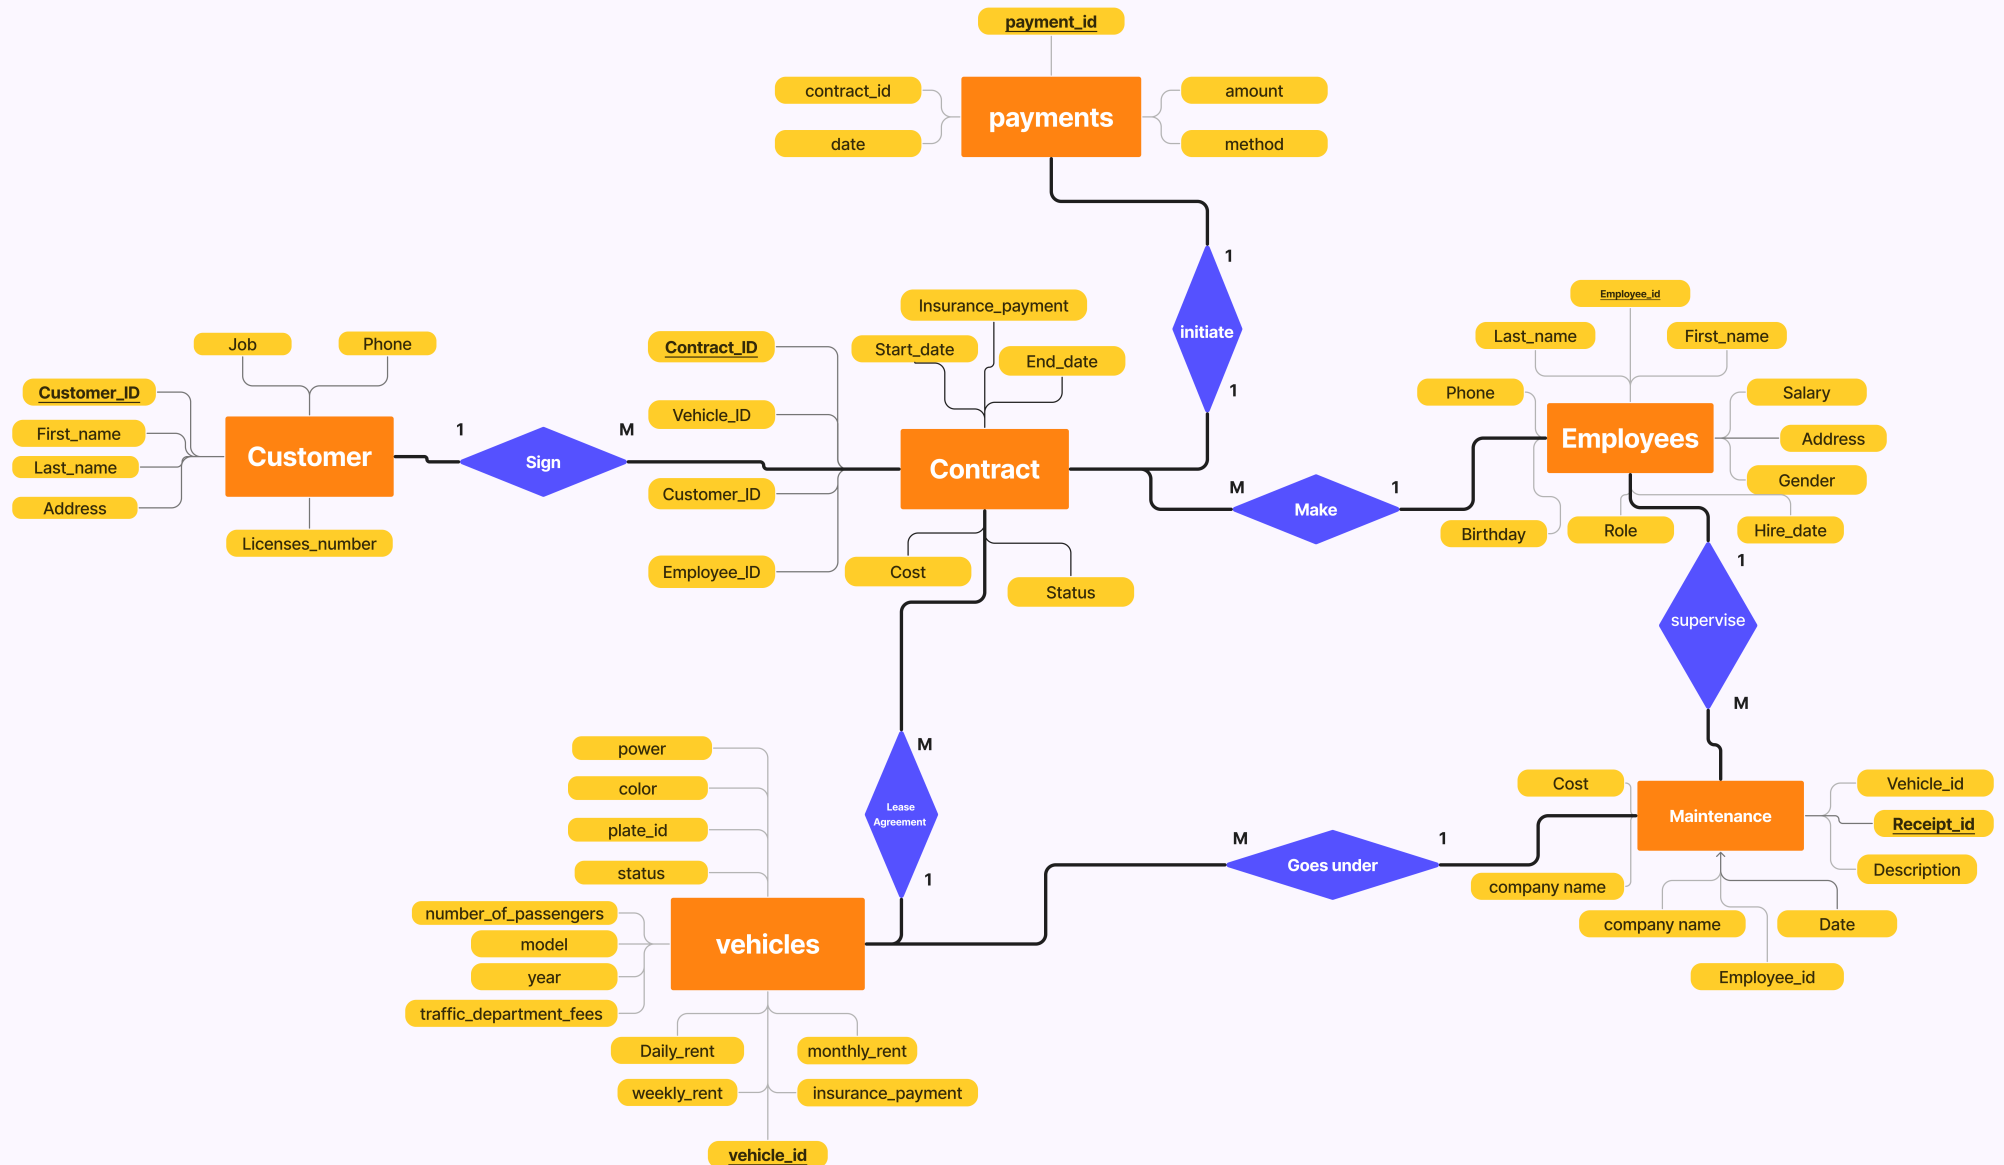 payment_id
contract_id
amount
payments
date
method
1
initiate
1
Insurance_payment
Start_date
End_date
Contract_ID
Vehicle_ID
Customer_ID
Employee_ID
Contract
Cost
Status
Job
Phone
Customer_ID
First_name
Last_name
Address
Customer
Licenses_number
1
Sign
M
M
Make
1
Employee_id
Last_name
First_name
Phone
Salary
Employees
Address
Gender
Birthday
Role
Hire_date
1
supervise
M
M
Lease
Agreement
1
power
color
plate_id
status
number_of_passengers
model
year
traffic_department_fees
vehicles
Daily_rent
monthly_rent
weekly_rent
insurance_payment
vehicle_id
M
Goes under
1
Cost
Maintenance
Vehicle_id
Receipt_id
Description
company name
company name
Date
Employee_id